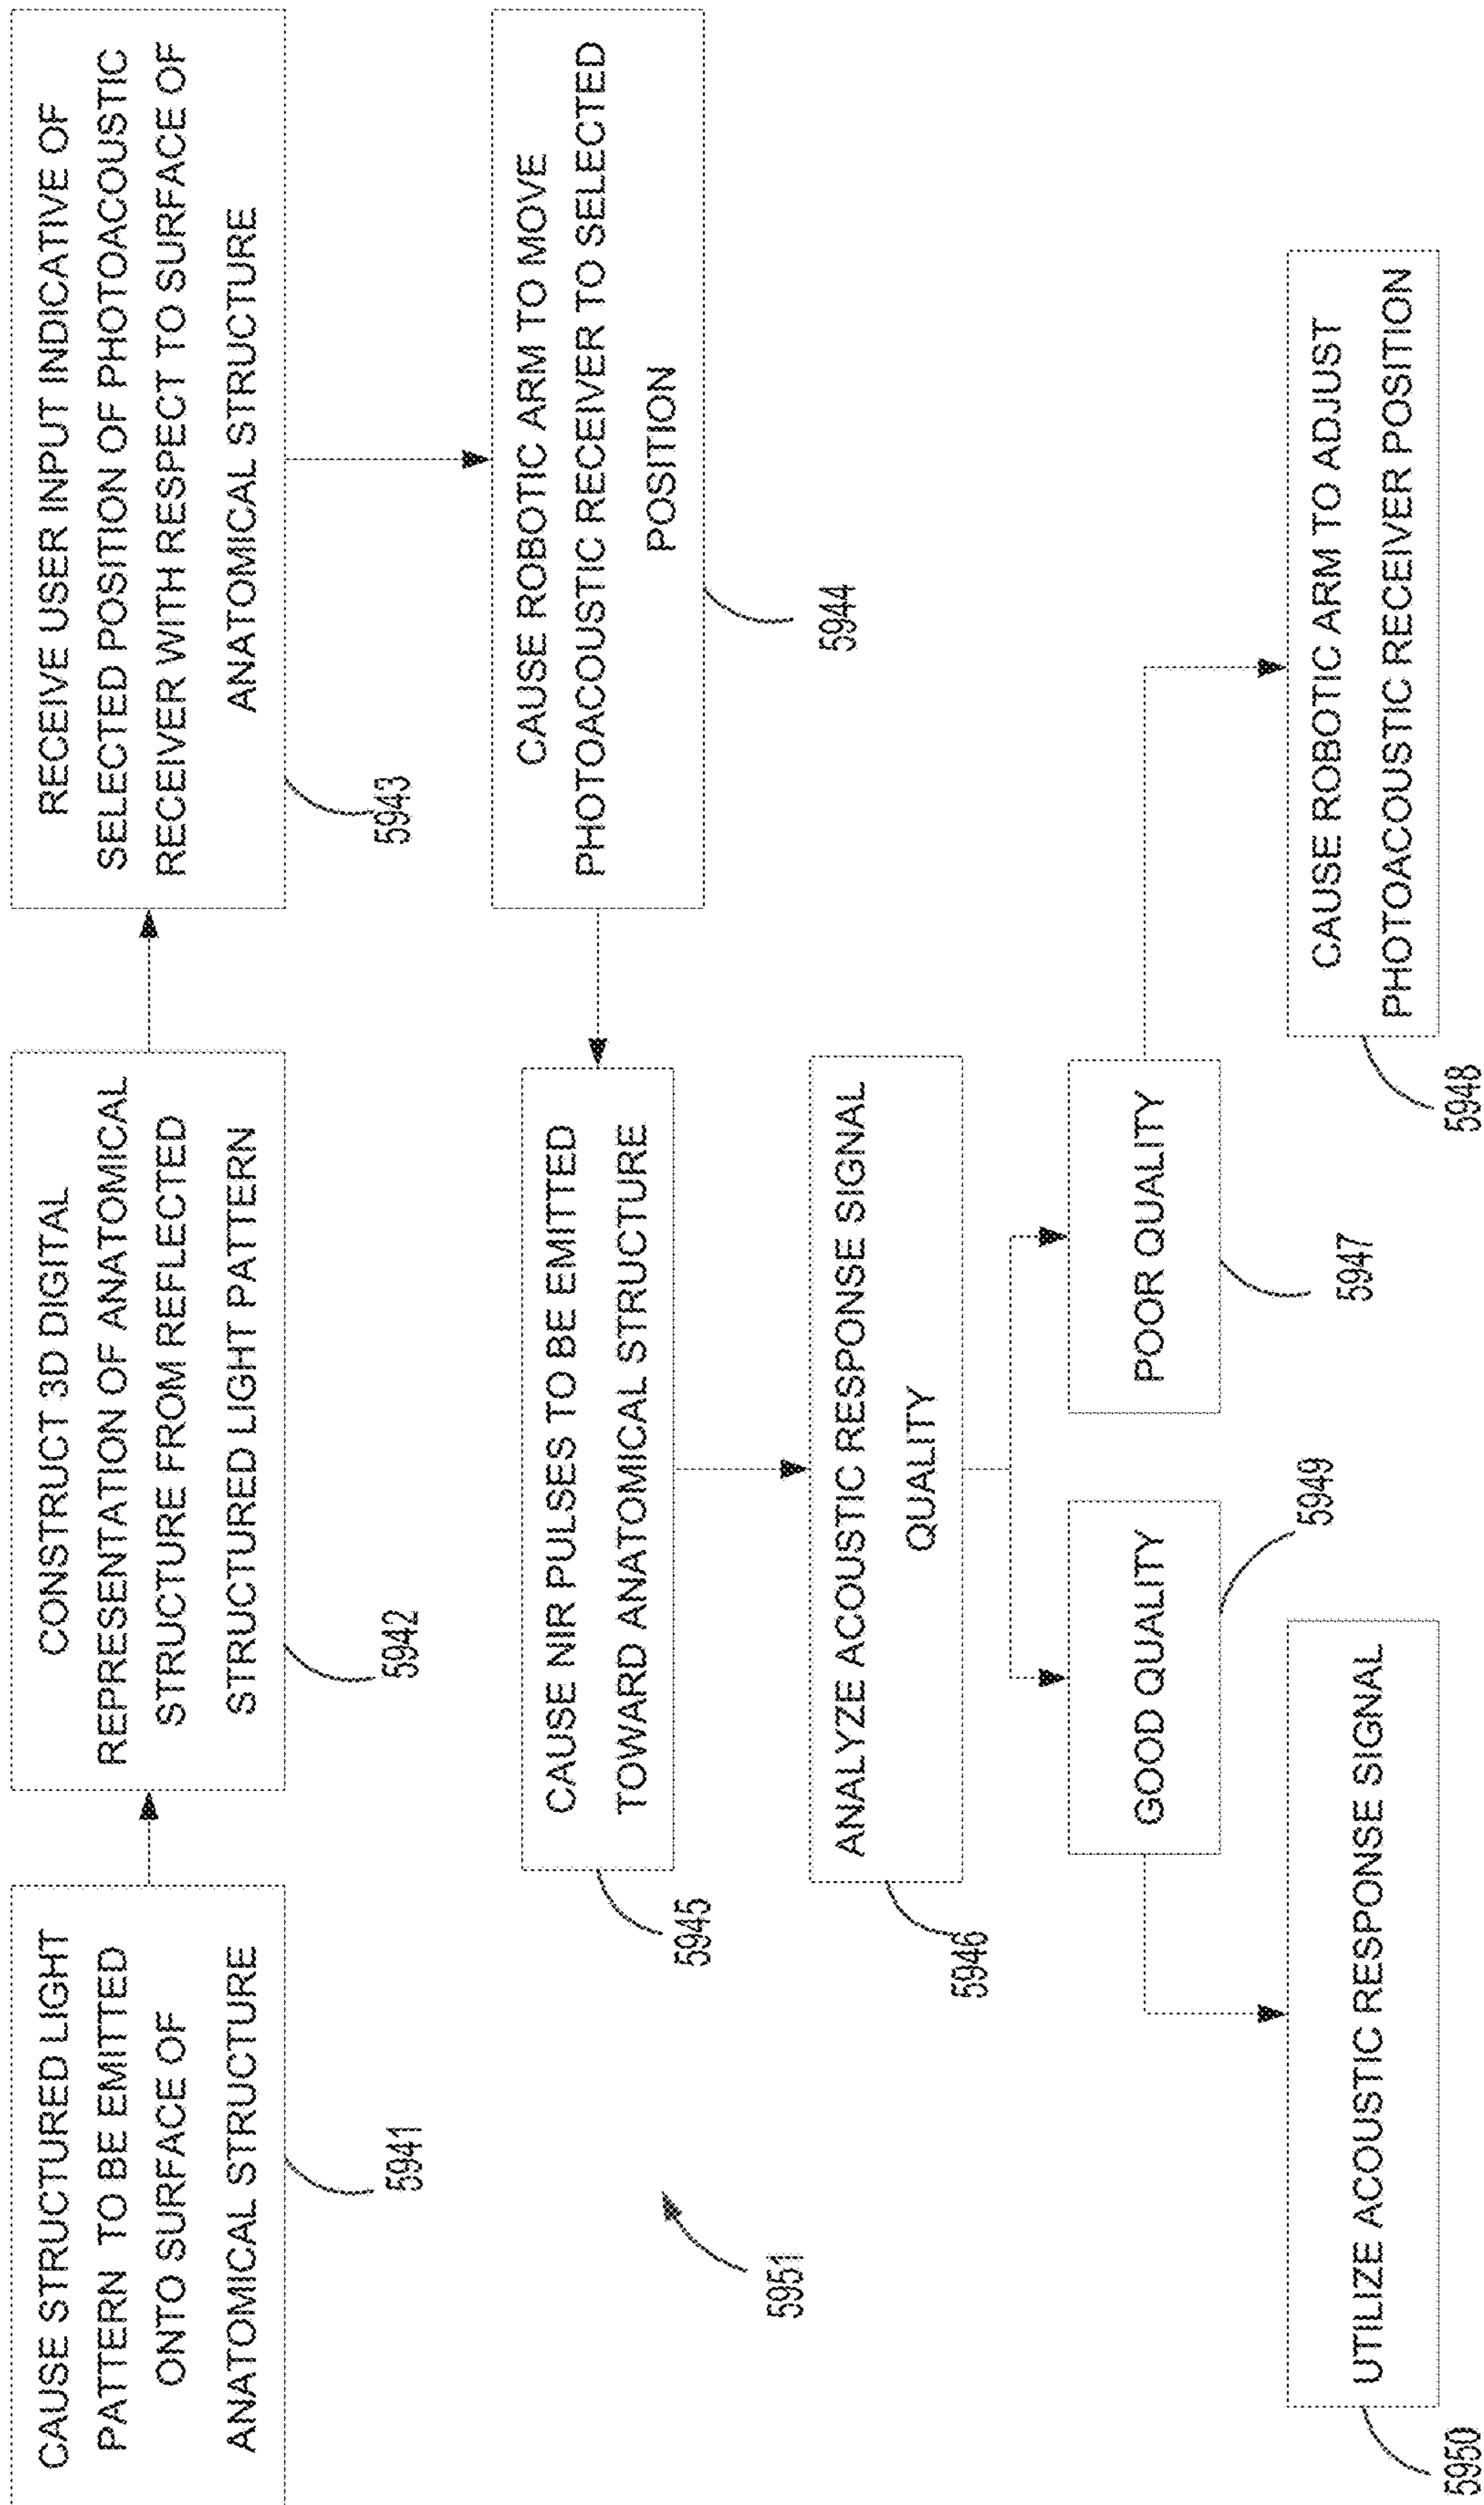 CAUSE STRUCTURED LIGHT
PATTERN TO BE EMITTED
ONTO SURFACE OF
ANATOMICAL STRUCTURE
5941
CONSTRUCT 3D DIGITAL
REPRESENTATION OF ANATOMICAL
STRUCTURE FROM REFLECTED
STRUCTURED LIGHT PATTERN
5942
RECEIVE USER INPUT INDICATIVE OF
SELECTED POSITION OF PHOTOACOUSTIC
RECEIVER WITH RESPECT TO SURFACE OF
ANATOMICAL STRUCTURE
5943
CAUSE ROBOTIC ARM TO MOVE
PHOTOACOUSTIC RECEIVER TO SELECTED
POSITION
5944
CAUSE NIR PULSES TO BE EMITTED
TOWARD ANATOMICAL STRUCTURE
5945
5951
ANALYZE ACOUSTIC RESPONSE SIGNAL
QUALITY
5946
GOOD QUALITY
5949
POOR QUALITY
5947
UTILIZE ACOUSTIC RESPONSE SIGNAL
5950
CAUSE ROBOTIC ARM TO ADJUST
PHOTOACOUSTIC RECEIVER POSITION
5948